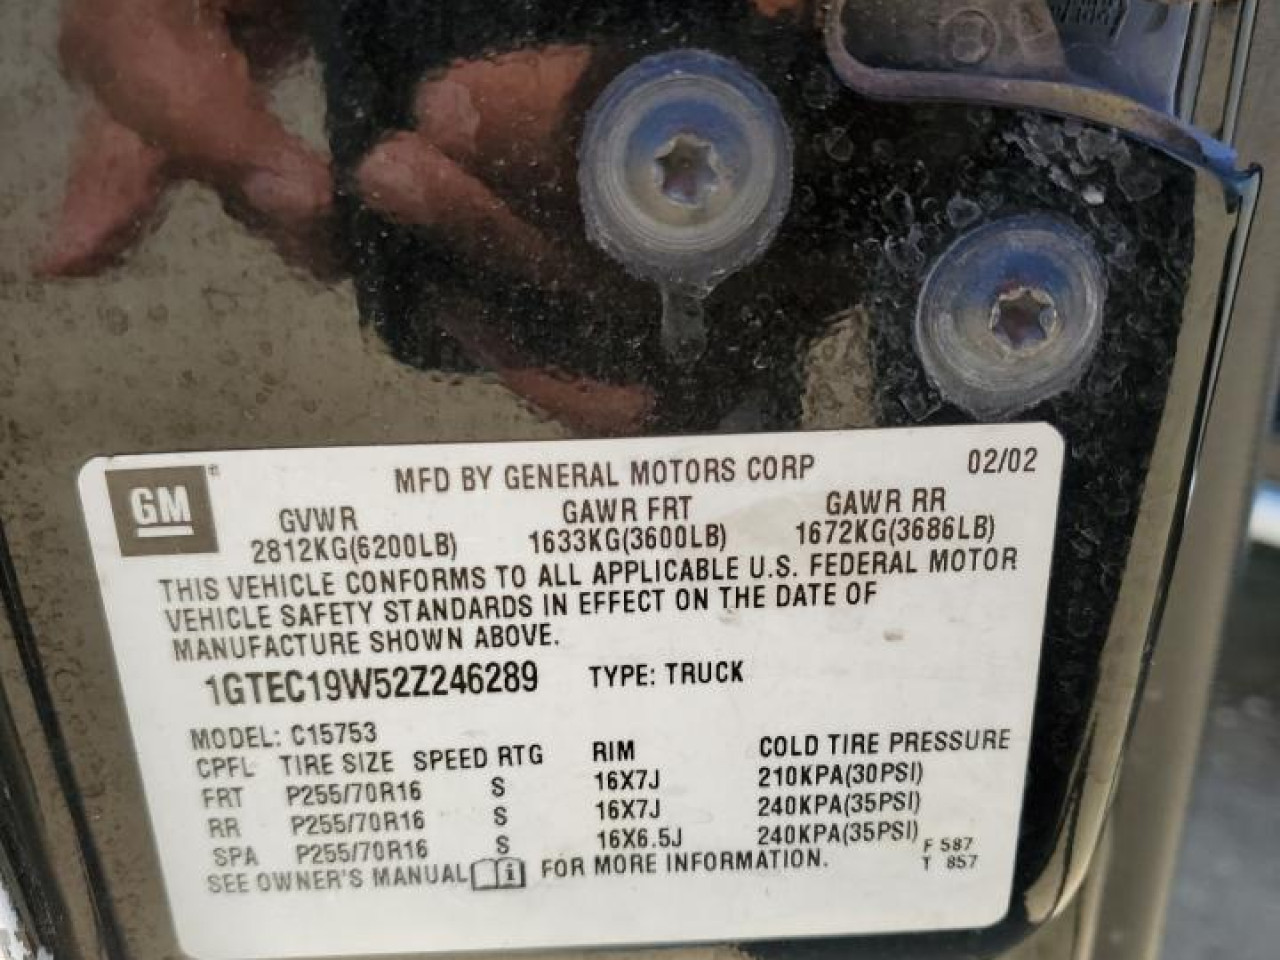 GM
MFD BY GENERAL MOTORS CORP 02/02
GVWR GAWR FRT GAWR RR
2812KG(6200LB) 1633KG(3600LB) 1672KG(3686LB)
THIS VEHICLE CONFORMS TO ALL APPLICABLE U.S. FEDERAL MOTOR
VEHICLE SAFETY STANDARDS IN EFFECT ON THE DATE OF
MANUFACTURE SHOWN ABOVE.
1GTEC19W52Z246289 TYPE: TRUCK
MODEL: C15753
CPFL TIRE SIZE SPEED RTG RIM COLD TIRE PRESSURE
FRT P255/70R16 S 16X7J 210KPA(30PSI)
RR P255/70R16 S 16X7J 240KPA(35PSI)
SPA P255/70R16 S 16X6.5J 240KPA(35PSI)
SEE OWNER'S MANUAL FOR MORE INFORMATION.
F 587
T 857